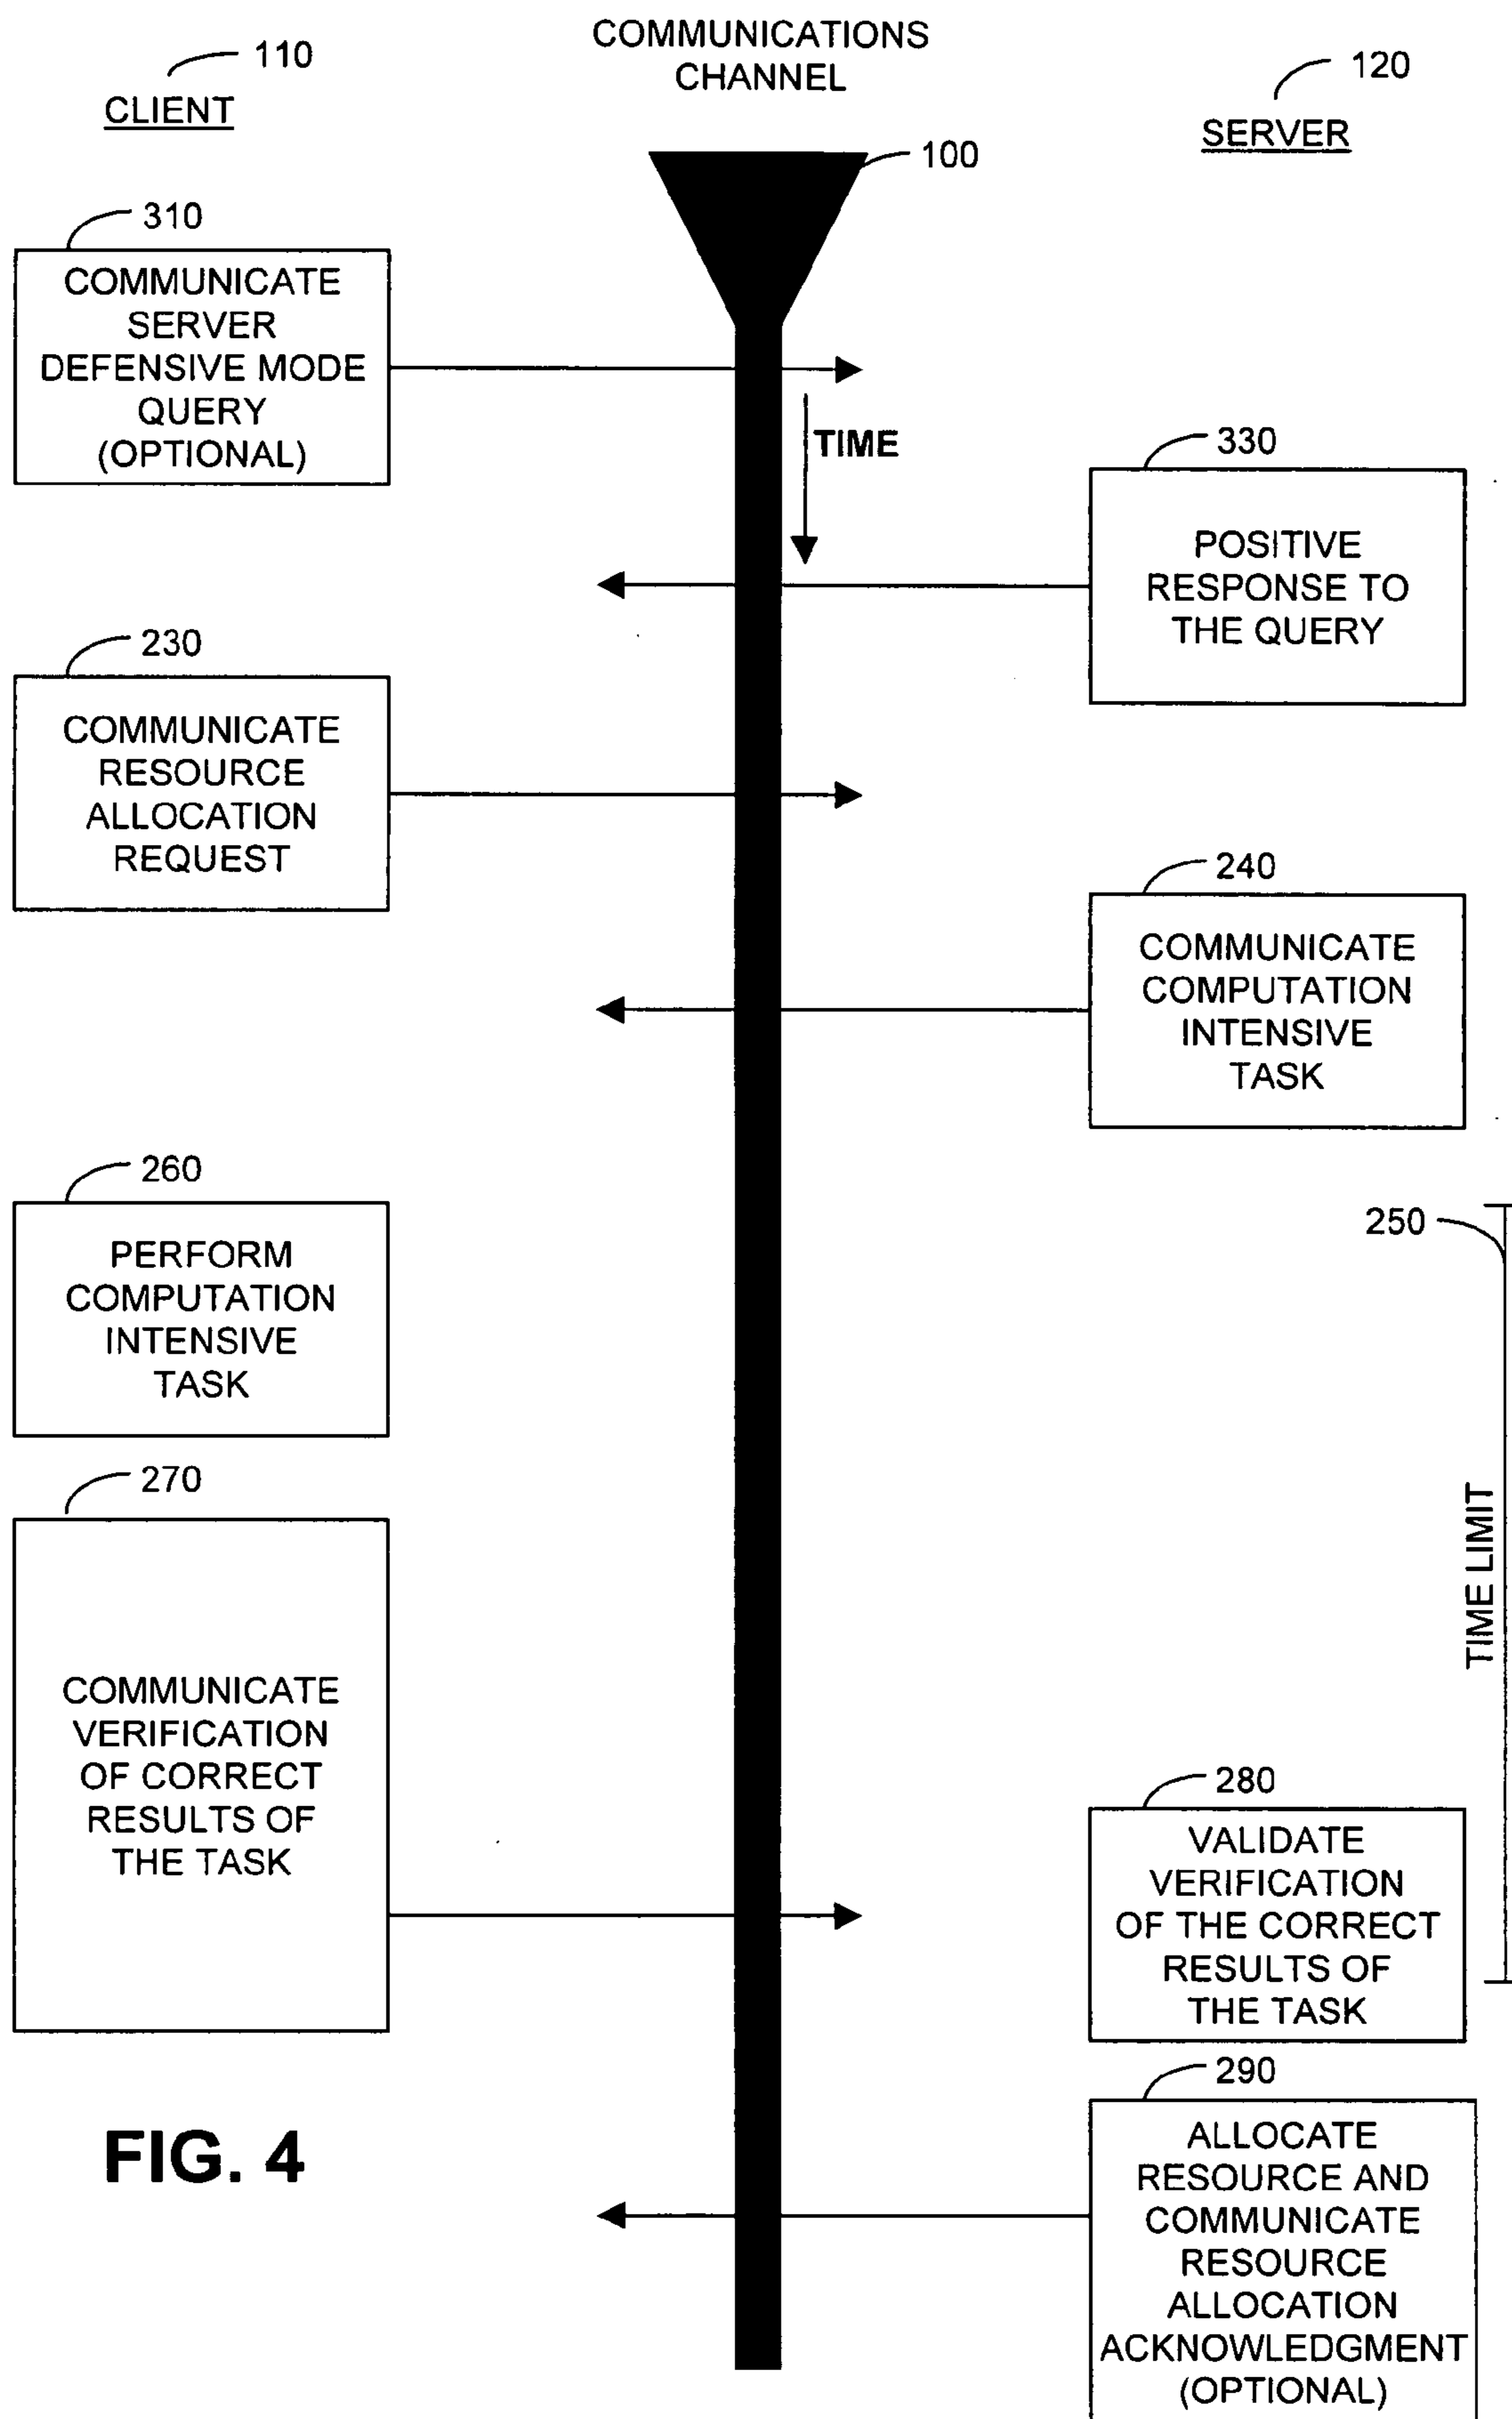 COMMUNICATIONS
CHANNEL
110
CLIENT
120
SERVER
100
310
COMMUNICATE
SERVER
DEFENSIVE MODE
QUERY
(OPTIONAL)
TIME
330
POSITIVE
RESPONSE TO
THE QUERY
230
COMMUNICATE
RESOURCE
ALLOCATION
REQUEST
240
COMMUNICATE
COMPUTATION
INTENSIVE
TASK
260
PERFORM
COMPUTATION
INTENSIVE
TASK
250
TIME LIMIT
270
COMMUNICATE
VERIFICATION
OF CORRECT
RESULTS OF
THE TASK
280
VALIDATE
VERIFICATION
OF THE CORRECT
RESULTS OF
THE TASK
290
ALLOCATE
RESOURCE AND
COMMUNICATE
RESOURCE
ALLOCATION
ACKNOWLEDGMENT
(OPTIONAL)
FIG. 4